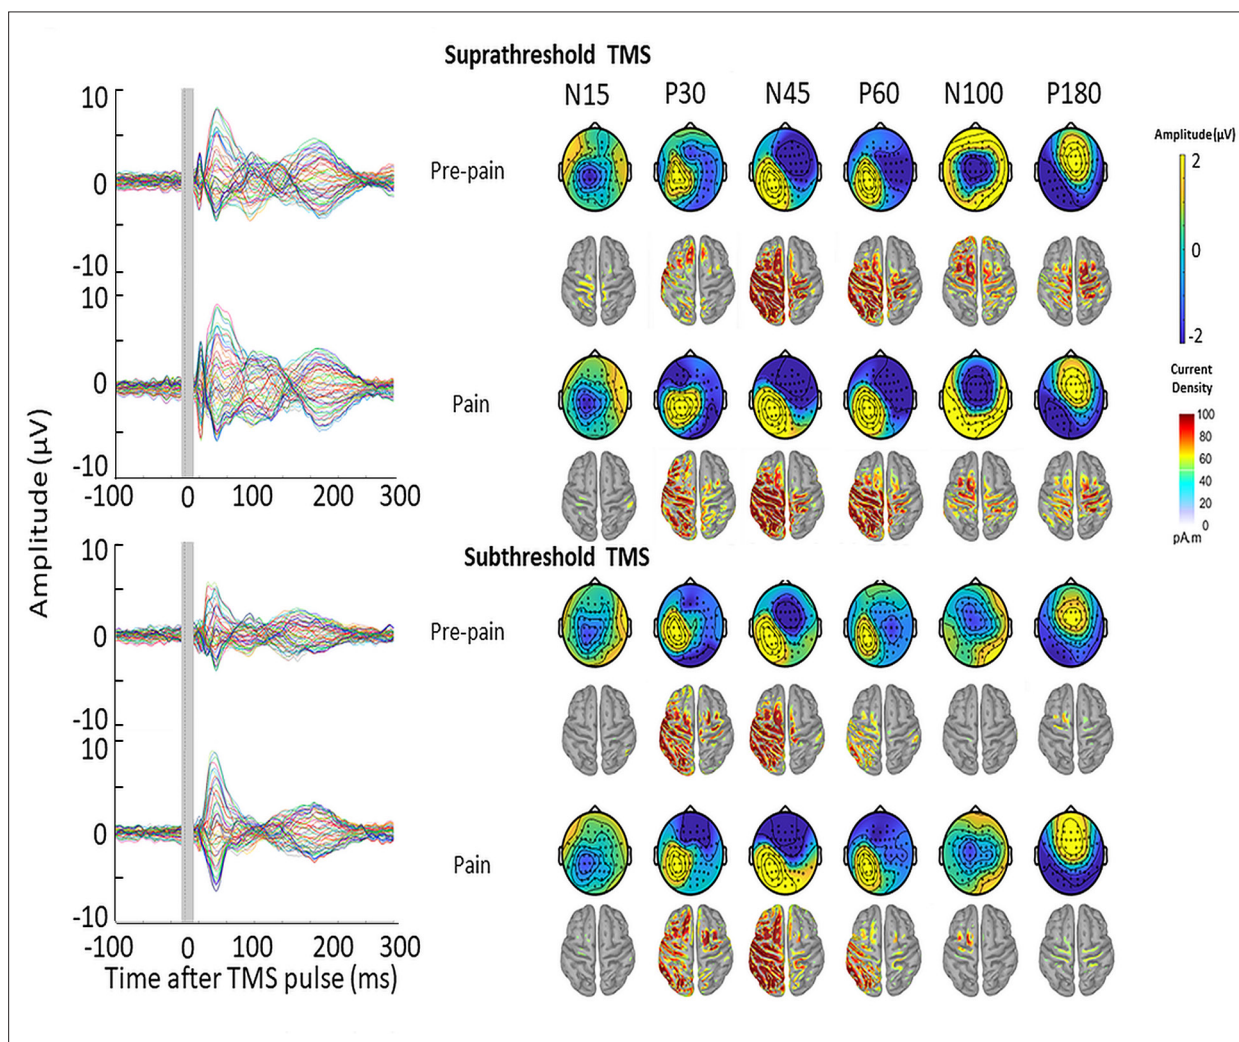 Suprathreshold TMS
N15 P30 N45 P60 N100 P180
Amplitude(µV)
2
0
-2
Current
Density
100
80
60
40
20
0
pA.m
Amplitude (µV)
10
0
-10
Pre-pain
10
0
-10
Pain
-100 0 100 200 300
Subthreshold TMS
10
0
-10
Pre-pain
10
0
-10
Pain
-100 0 100 200 300
Time after TMS pulse (ms)